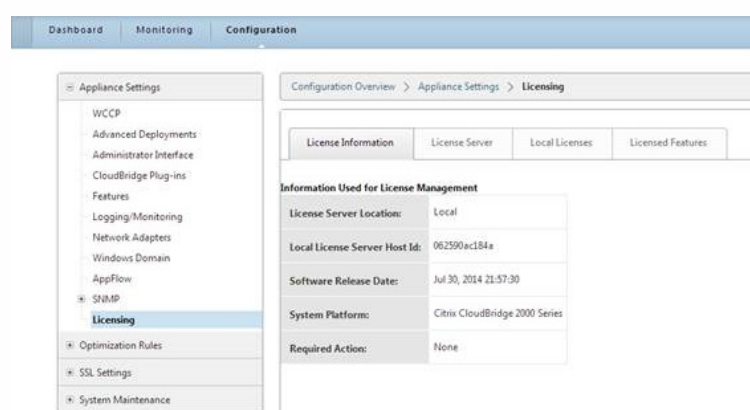 Dashboard Monitoring Configuration
Appliance Settings
WCCP
Advanced Deployments
Administrator Interface
CloudBridge Plug-ins
Features
Logging/Monitoring
Network Adapters
Windows Domain
AppFlow
SNMP
Licensing
Optimization Rules
SSL Settings
System Maintenance
Configuration Overview > Appliance Settings > Licensing
License Information License Server Local Licenses Licensed Features
Information Used for License Management
License Server Location: Local
Local License Server Host Id: 062590ac184a
Software Release Date: Jul 30, 2014 21:57:30
System Platform: Citrix CloudBridge 2000 Series
Required Action: None